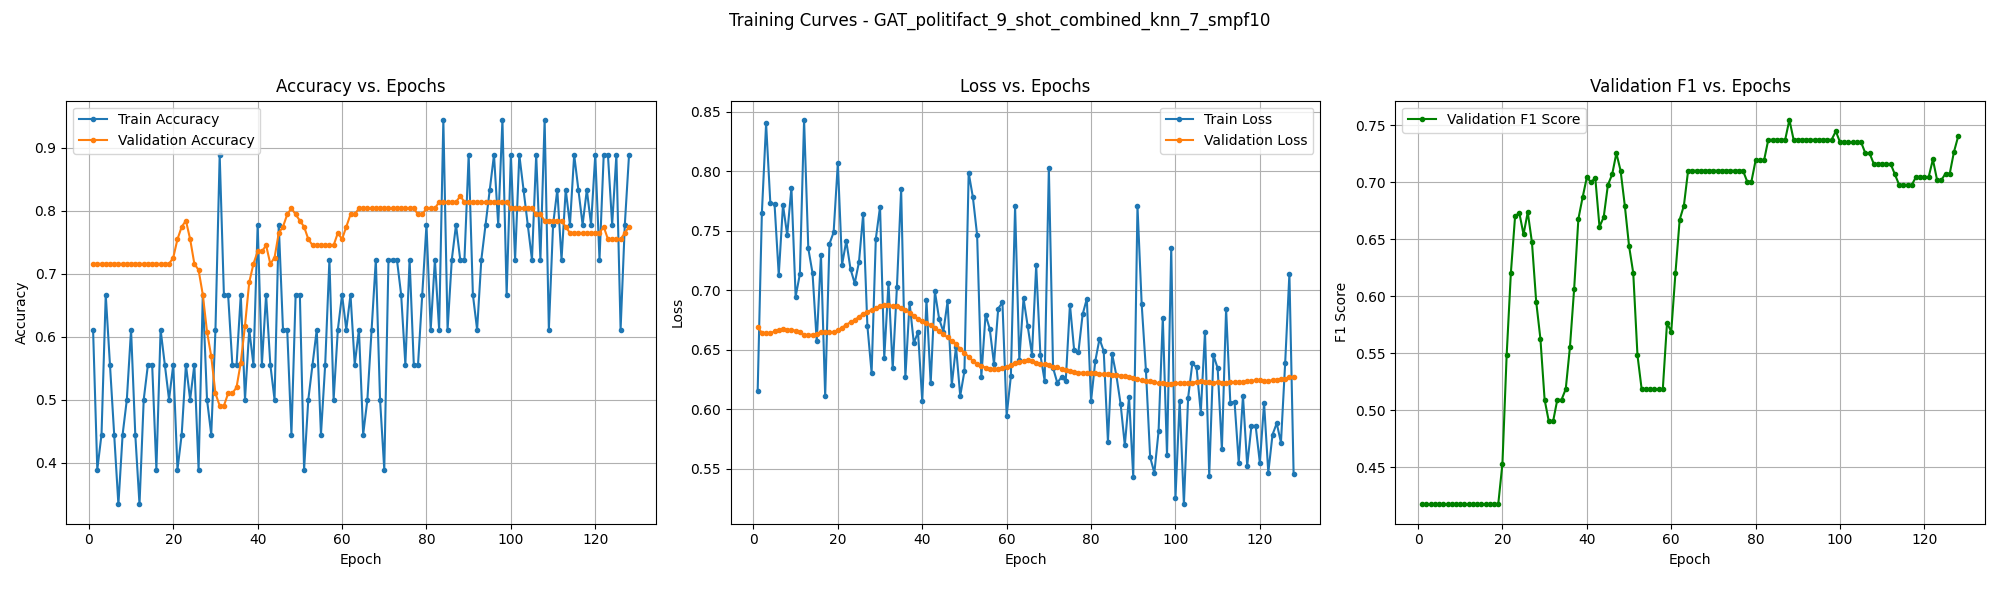 Training Curves - GAT_politifact_9_shot_combined_knn_7_smpf10
Accuracy vs. Epochs
Train Accuracy
Validation Accuracy
0.9
0.8
0.7
0.6
0.5
0.4
Accuracy
0 20 40 60 80 100 120
Epoch
Loss vs. Epochs
Train Loss
Validation Loss
0.85
0.80
0.75
0.70
0.65
0.60
0.55
Loss
0 20 40 60 80 100 120
Epoch
Validation F1 vs. Epochs
Validation F1 Score
0.75
0.70
0.65
0.60
0.55
0.50
0.45
F1 Score
0 20 40 60 80 100 120
Epoch